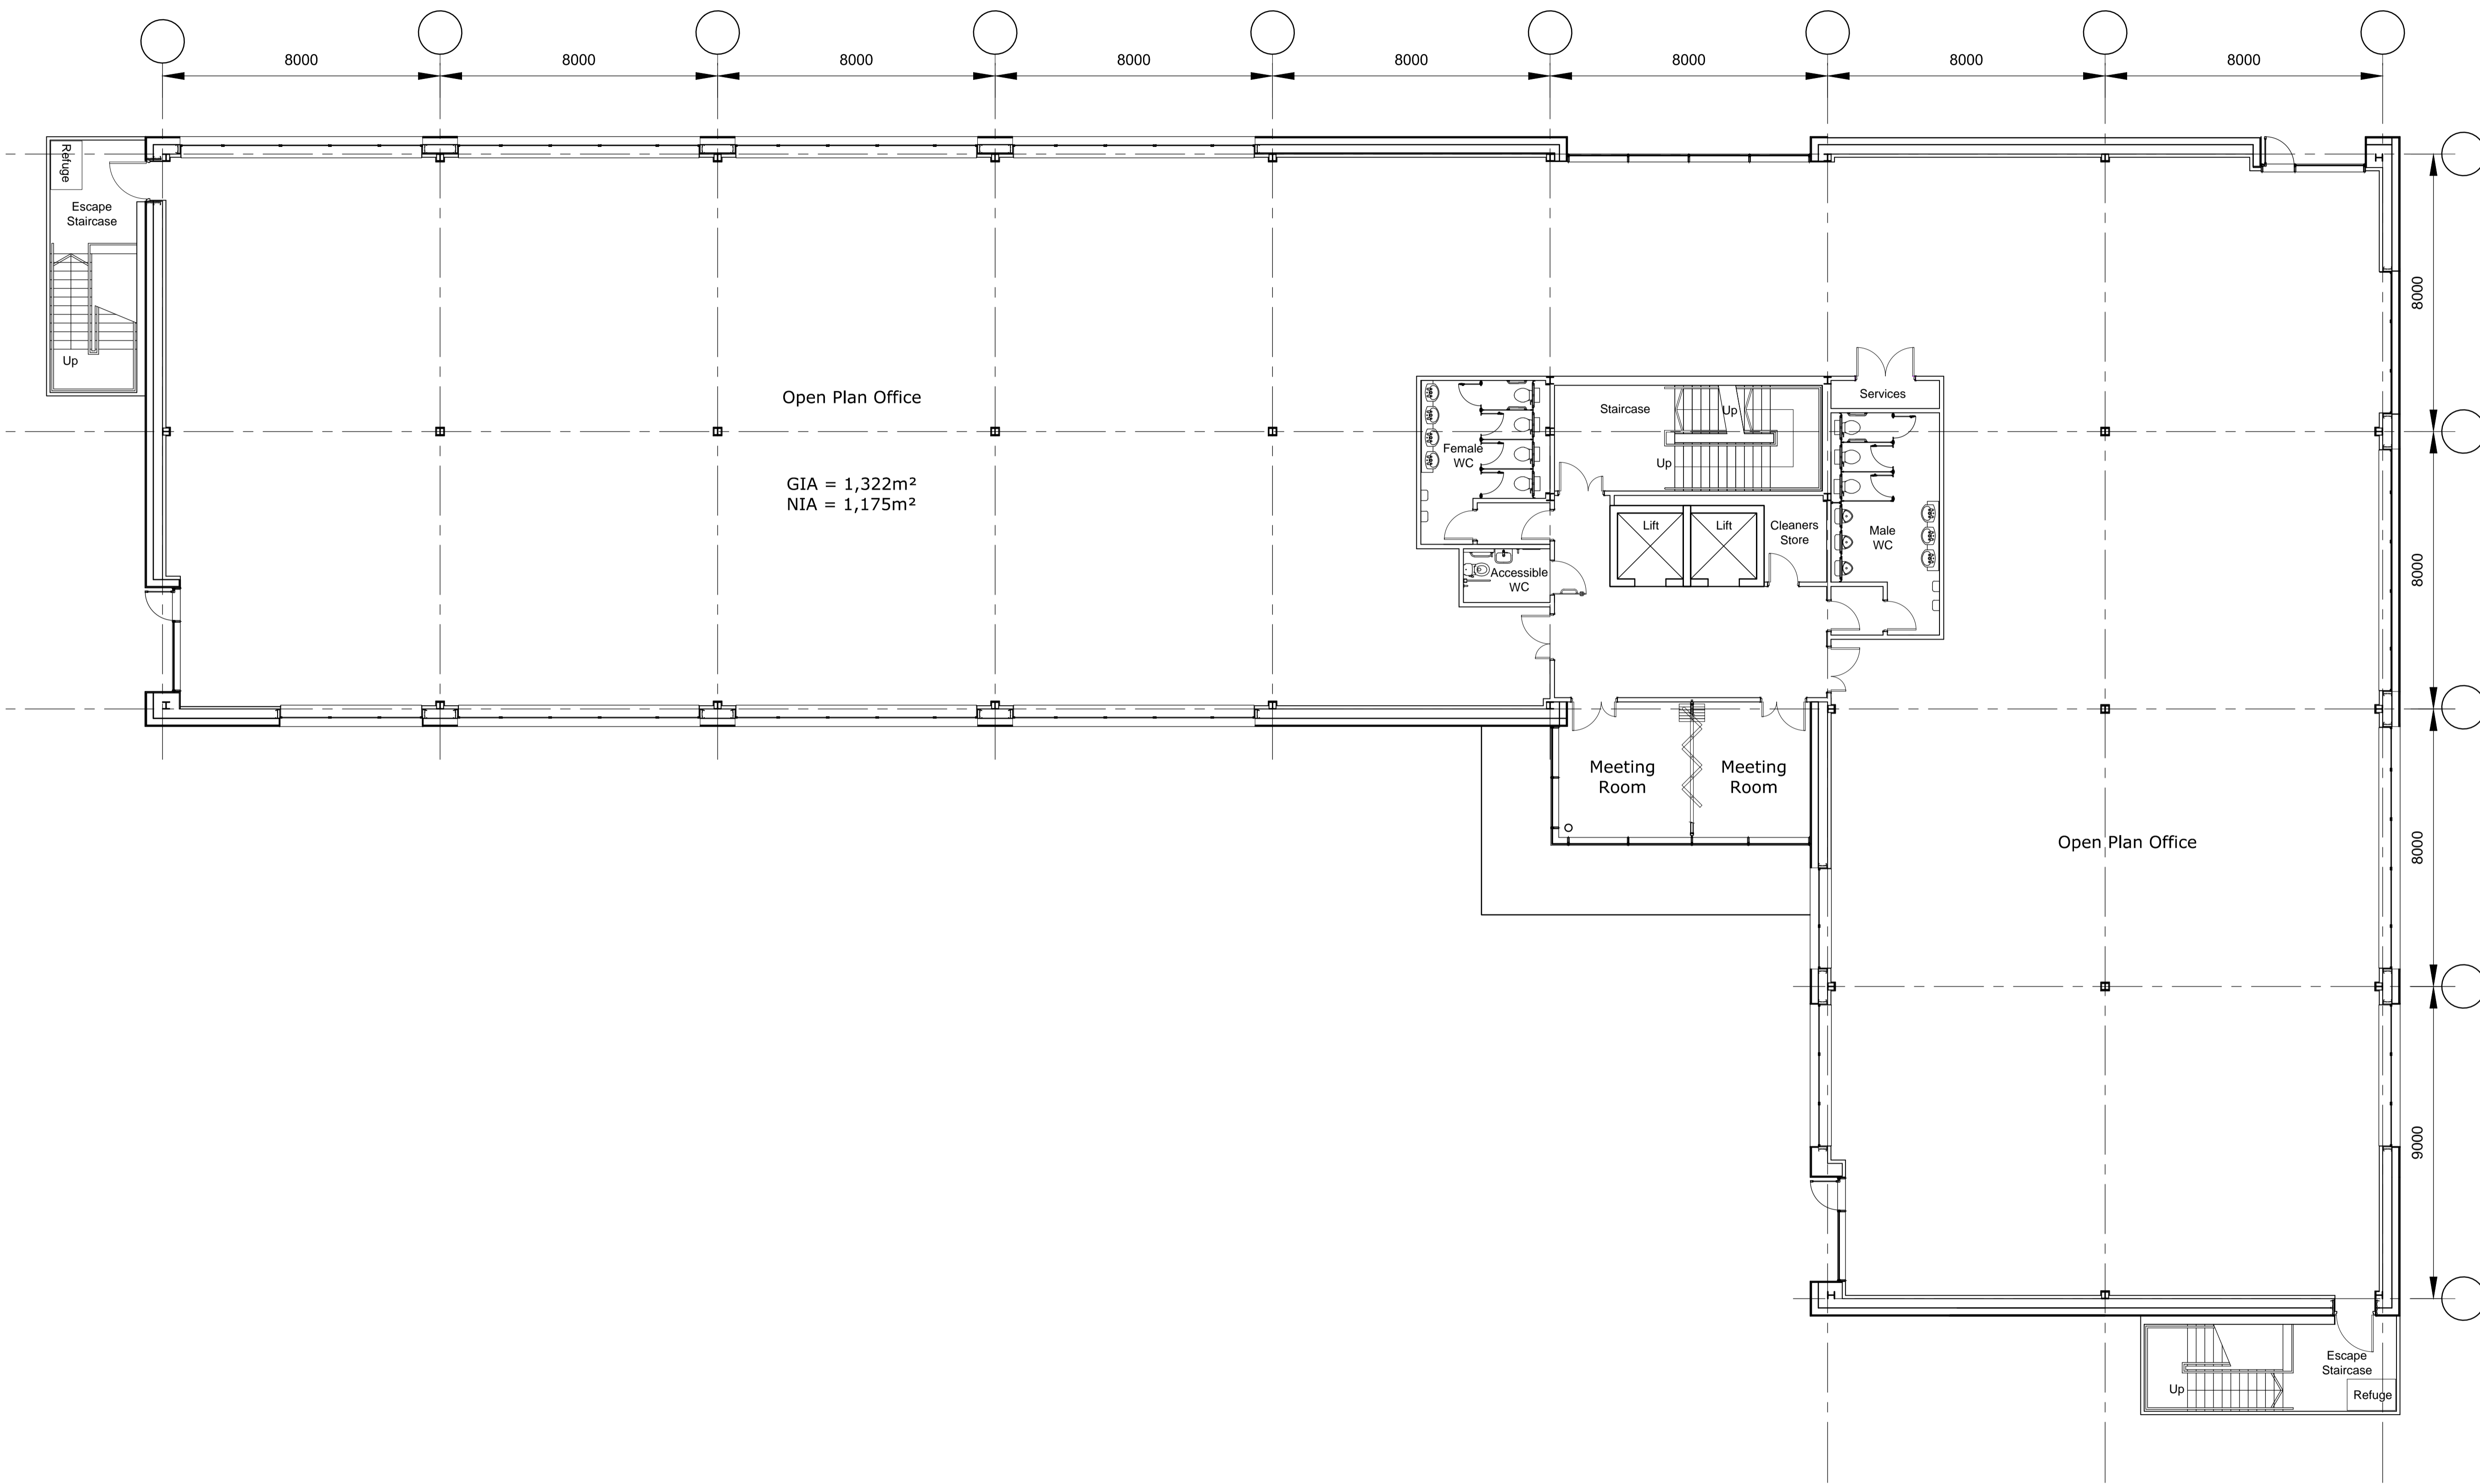 8000
8000
8000
8000
8000
8000
8000
8000
Refuge
Escape
Staircase
Up
Open Plan Office
GIA = 1,322m²
NIA = 1,175m²
Female
WC
Accessible
WC
Staircase
Up
Up
Lift
Lift
Cleaners
Store
Services
Male
WC
Meeting
Room
Meeting
Room
Open Plan Office
8000
8000
8000
9000
Escape
Staircase
Up
Refuge